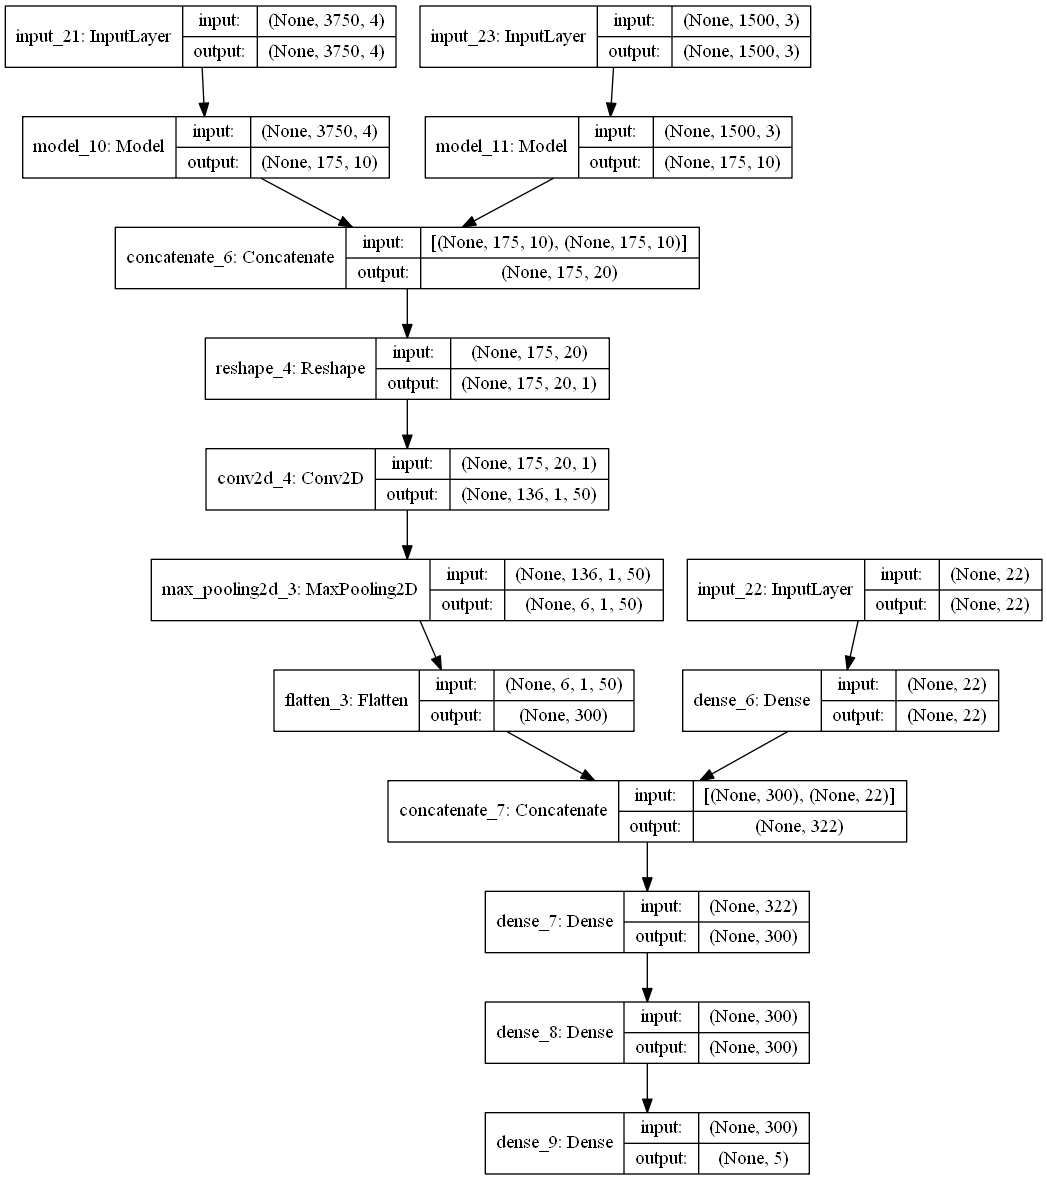 input_21: InputLayer
input: (None, 3750, 4)
output: (None, 3750, 4)
input_23: InputLayer
input: (None, 1500, 3)
output: (None, 1500, 3)
model_10: Model
input: (None, 3750, 4)
output: (None, 175, 10)
model_11: Model
input: (None, 1500, 3)
output: (None, 175, 10)
concatenate_6: Concatenate
input: [(None, 175, 10), (None, 175, 10)]
output: (None, 175, 20)
reshape_4: Reshape
input: (None, 175, 20)
output: (None, 175, 20, 1)
conv2d_4: Conv2D
input: (None, 175, 20, 1)
output: (None, 136, 1, 50)
max_pooling2d_3: MaxPooling2D
input: (None, 136, 1, 50)
output: (None, 6, 1, 50)
input_22: InputLayer
input: (None, 22)
output: (None, 22)
flatten_3: Flatten
input: (None, 6, 1, 50)
output: (None, 300)
dense_6: Dense
input: (None, 22)
output: (None, 22)
concatenate_7: Concatenate
input: [(None, 300), (None, 22)]
output: (None, 322)
dense_7: Dense
input: (None, 322)
output: (None, 300)
dense_8: Dense
input: (None, 300)
output: (None, 300)
dense_9: Dense
input: (None, 300)
output: (None, 5)